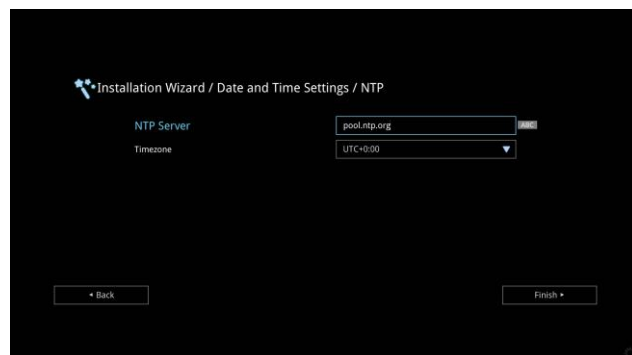 Installation Wizard / Date and Time Settings / NTP
NTP Server
pool.ntp.org
ABC
Timezone
UTC+0:00
Back
Finish